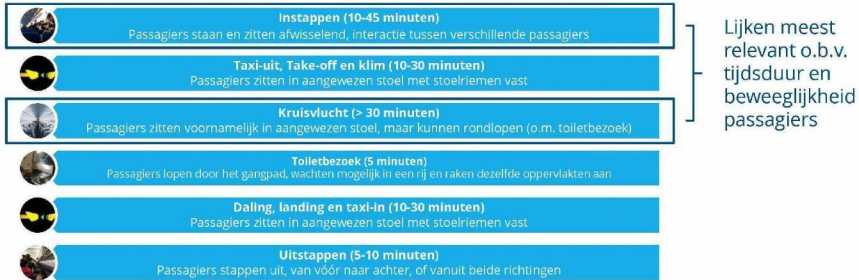 Instappen (10-45 minuten)
Passagiers staan en zitten afwisselend, interactie tussen verschillende passagiers
Taxi-uit, Take-off en klim (10-30 minuten)
Passagiers zitten in aangewezen stoel met stoelriemen vast
Kruisvlucht (> 30 minuten)
Passagiers zitten voornamelijk in aangewezen stoel, maar kunnen rondlopen (o.m. toiletbezoek)
Toiletbezoek (5 minuten)
Passagiers lopen door het gangpad, wachten mogelijk in een rij en raken dezelfde oppervlakten aan
Daling, landing en taxi-in (10-30 minuten)
Passagiers zitten in aangewezen stoel met stoelriemen vast
Uitstappen (5-10 minuten)
Passagiers stappen uit, van vóór naar achter, of vanuit beide richtingen
Lijken meest
relevant o.b.v.
tijdsduur en
beweeglijkheid
passagiers